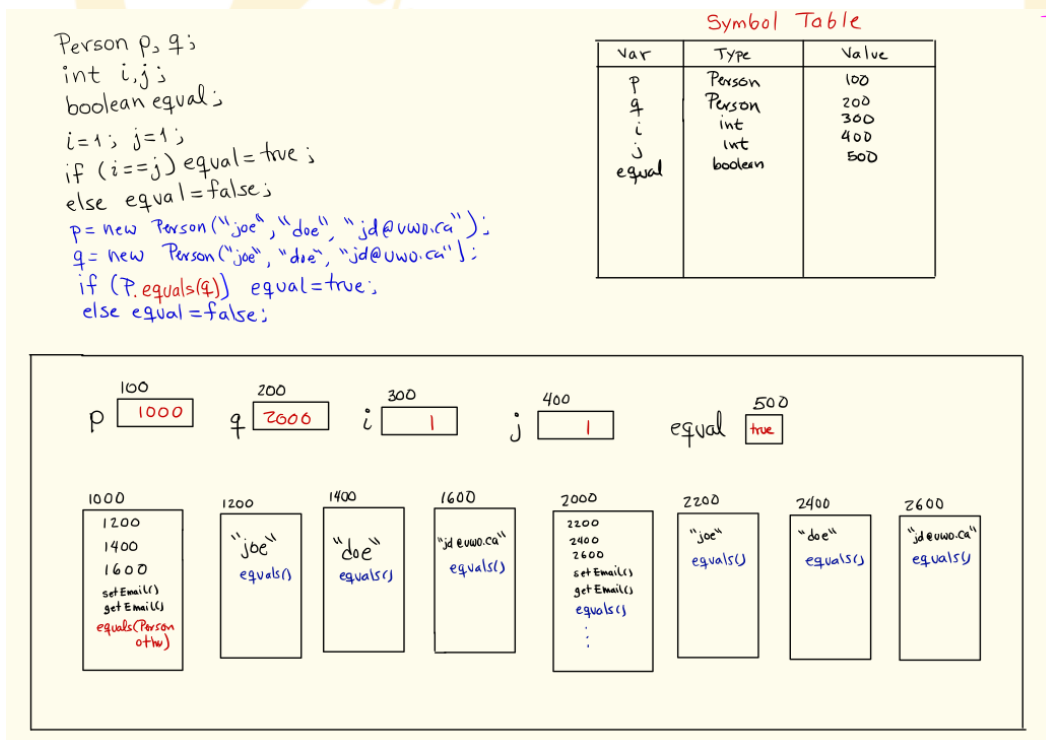 Person p, q;
int i,j;
boolean equal;
i=1; j=1;
if (i==j) equal=true;
else equal=false;
p= new Person("joe","doe", "jd@uwo.ca");
q= new Person("joe", "doe", "jd@uwo.ca");
if (P.equals(q)) equal=true;
else equal=false;
Symbol Table
Var Type Value
p Person 100
q Person 200
i int 300
j int 400
equal boolean 500
100 200 300 400 500
p 1000 q 2000 i 1 j 1 equal true
1000 1200 1400 1600 2000 2200 2400 2600
1200
1400
1600
setEmail()
getEmail()
equals(Person
othr)
"joe"
equals()
"doe"
equals()
"jd@uwo.ca"
equals()
2200
2400
2600
setEmail()
getEmail()
equals()
"joe"
equals()
"doe"
equals()
"jd@uwo.ca"
equals()